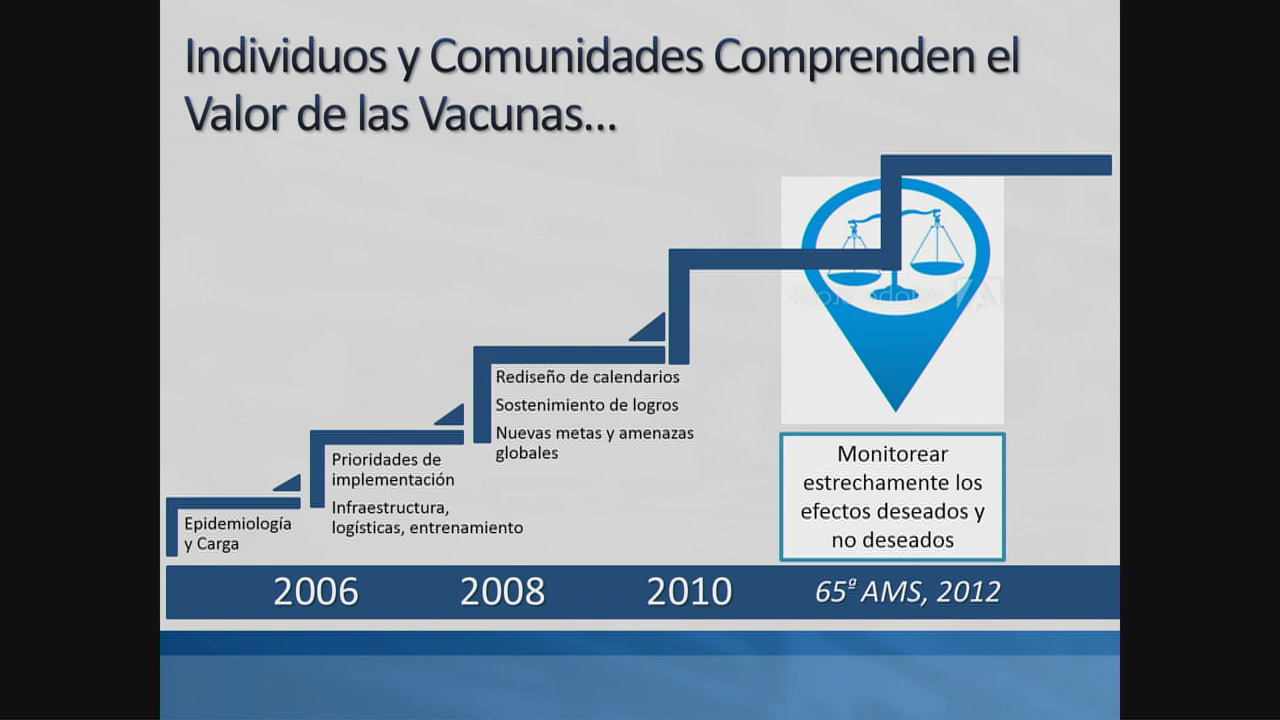 Individuos y Comunidades Comprenden el
Valor de las Vacunas...
Epidemiología
y Carga
Prioridades de
implementación
Infraestructura,
logísticas, entrenamiento
Rediseño de calendarios
Sostenimiento de logros
Nuevas metas y amenazas
globales
Monitorear
estrechamente los
efectos deseados y
no deseados
2006
2008
2010
65ª AMS, 2012